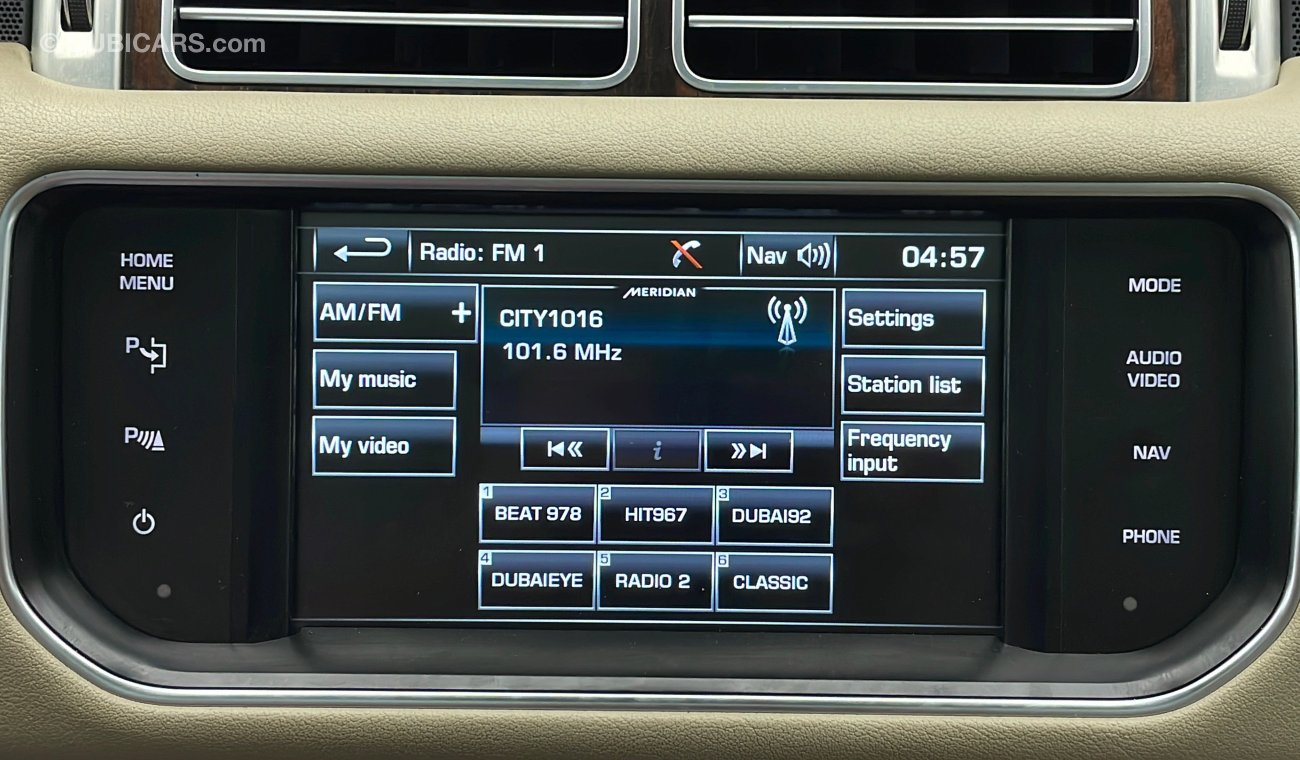 © DUBICARS.com
HOME
MENU
P
P
Radio: FM 1
Nav
04:57
AM/FM +
My music
My video
MERIDIAN
CITY1016
101.6 MHz
i
Settings
Station list
Frequency
input
1 BEAT 978
2 HIT967
3 DUBAI92
4 DUBAIEYE
5 RADIO 2
6 CLASSIC
MODE
AUDIO
VIDEO
NAV
PHONE